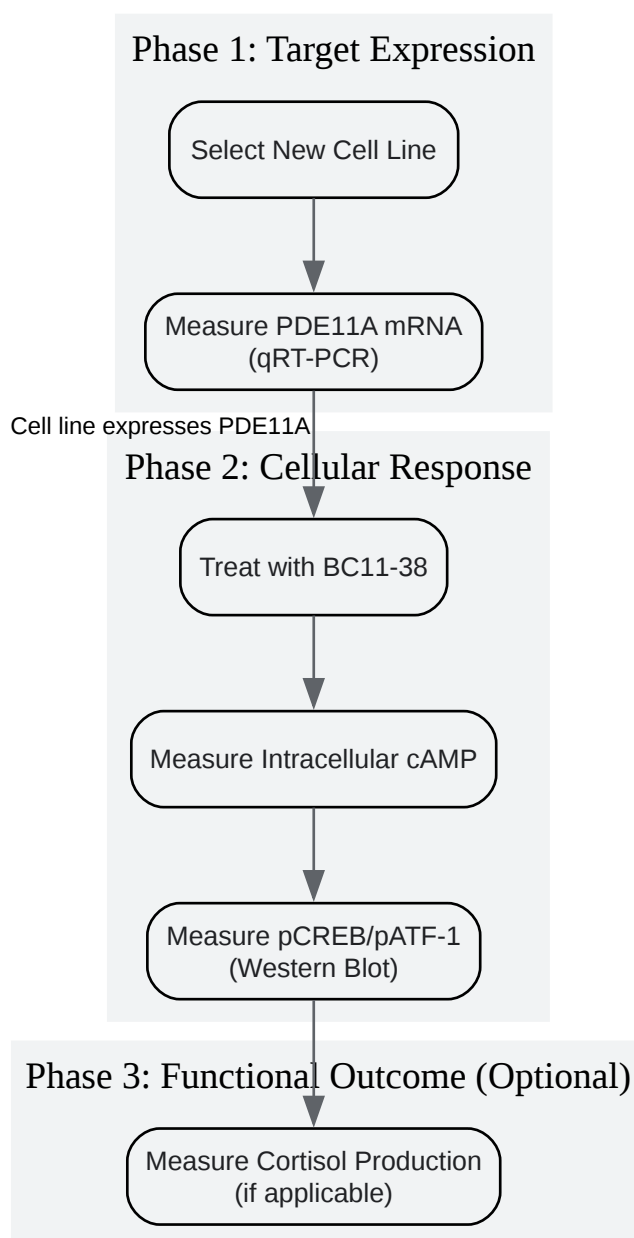 Phase 1: Target Expression
Select New Cell Line
Measure PDE11A mRNA
(qRT-PCR)
Cell line expresses PDE11A
Phase 2: Cellular Response
Treat with BC11-38
Measure Intracellular cAMP
Measure pCREB/pATF-1
(Western Blot)
Phase 3: Functional Outcome (Optional)
Measure Cortisol Production
(if applicable)